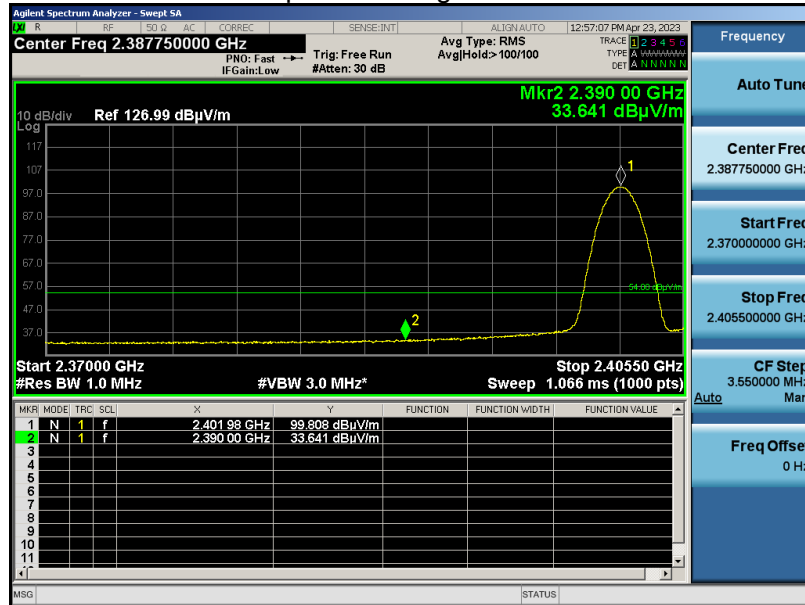 Agilent Spectrum Analyzer - Swept SA
LXI R RF 50 Ω AC CORREC SENSE:INT ALIGN AUTO 12:57:07 PM Apr 23, 2023
Center Freq 2.387750000 GHz
PNO: Fast
IFGain:Low
Trig: Free Run
#Atten: 30 dB
Avg Type: RMS
Avg|Hold:>100/100
TRACE 1 2 3 4 5 6
TYPE A WWWWW
DET A N N N N N
Mkr2 2.390 00 GHz
33.641 dBµV/m
10 dB/div Ref 126.99 dBµV/m
Log
117
107
97.0
87.0
77.0
67.0
57.0
47.0
37.0
1
2
54.00 dBµV/m
Start 2.37000 GHz Stop 2.40550 GHz
#Res BW 1.0 MHz #VBW 3.0 MHz* Sweep 1.066 ms (1000 pts)
MKR MODE TRC SCL X Y FUNCTION FUNCTION WIDTH FUNCTION VALUE
1 N 1 f 2.401 98 GHz 99.808 dBµV/m
2 N 1 f 2.390 00 GHz 33.641 dBµV/m
3
4
5
6
7
8
9
10
11
MSG STATUS
Frequency
Auto Tune
Center Freq
2.387750000 GHz
Start Freq
2.370000000 GHz
Stop Freq
2.405500000 GHz
CF Step
3.550000 MHz
Auto Man
Freq Offset
0 Hz